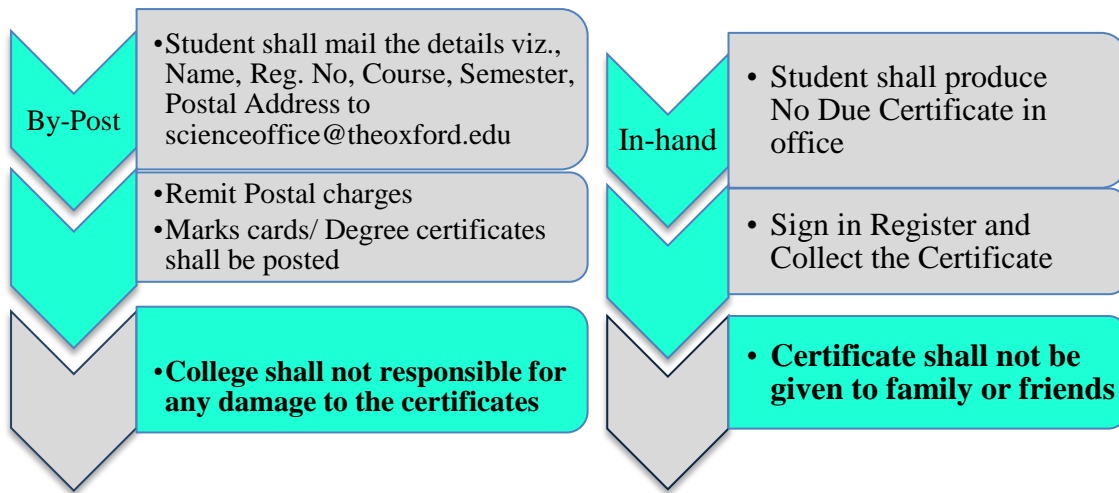 By-Post
•Student shall mail the details viz.,
Name, Reg. No, Course, Semester,
Postal Address to
scienceoffice@theoxford.edu
•Remit Postal charges
•Marks cards/ Degree certificates
shall be posted
•College shall not responsible for
any damage to the certificates
In-hand
• Student shall produce
No Due Certificate in
office
• Sign in Register and
Collect the Certificate
• Certificate shall not be
given to family or friends